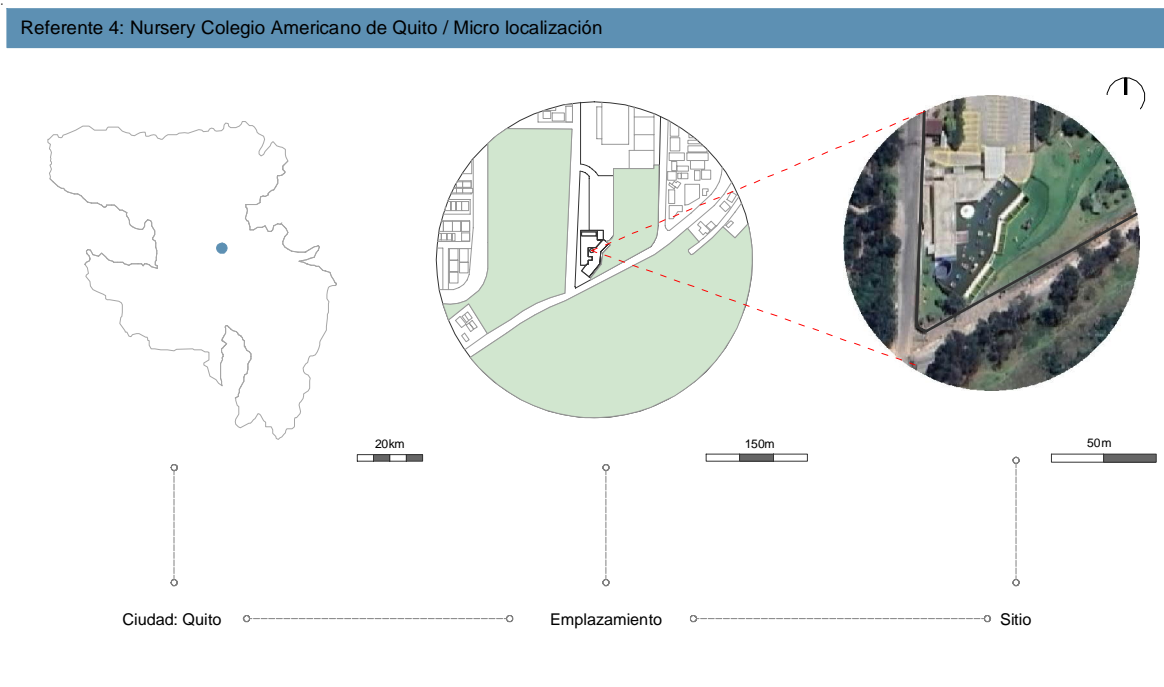 Referente 4: Nursery Colegio Americano de Quito / Micro localización
20km
150m
50m
Ciudad: Quito
Emplazamiento
Sitio